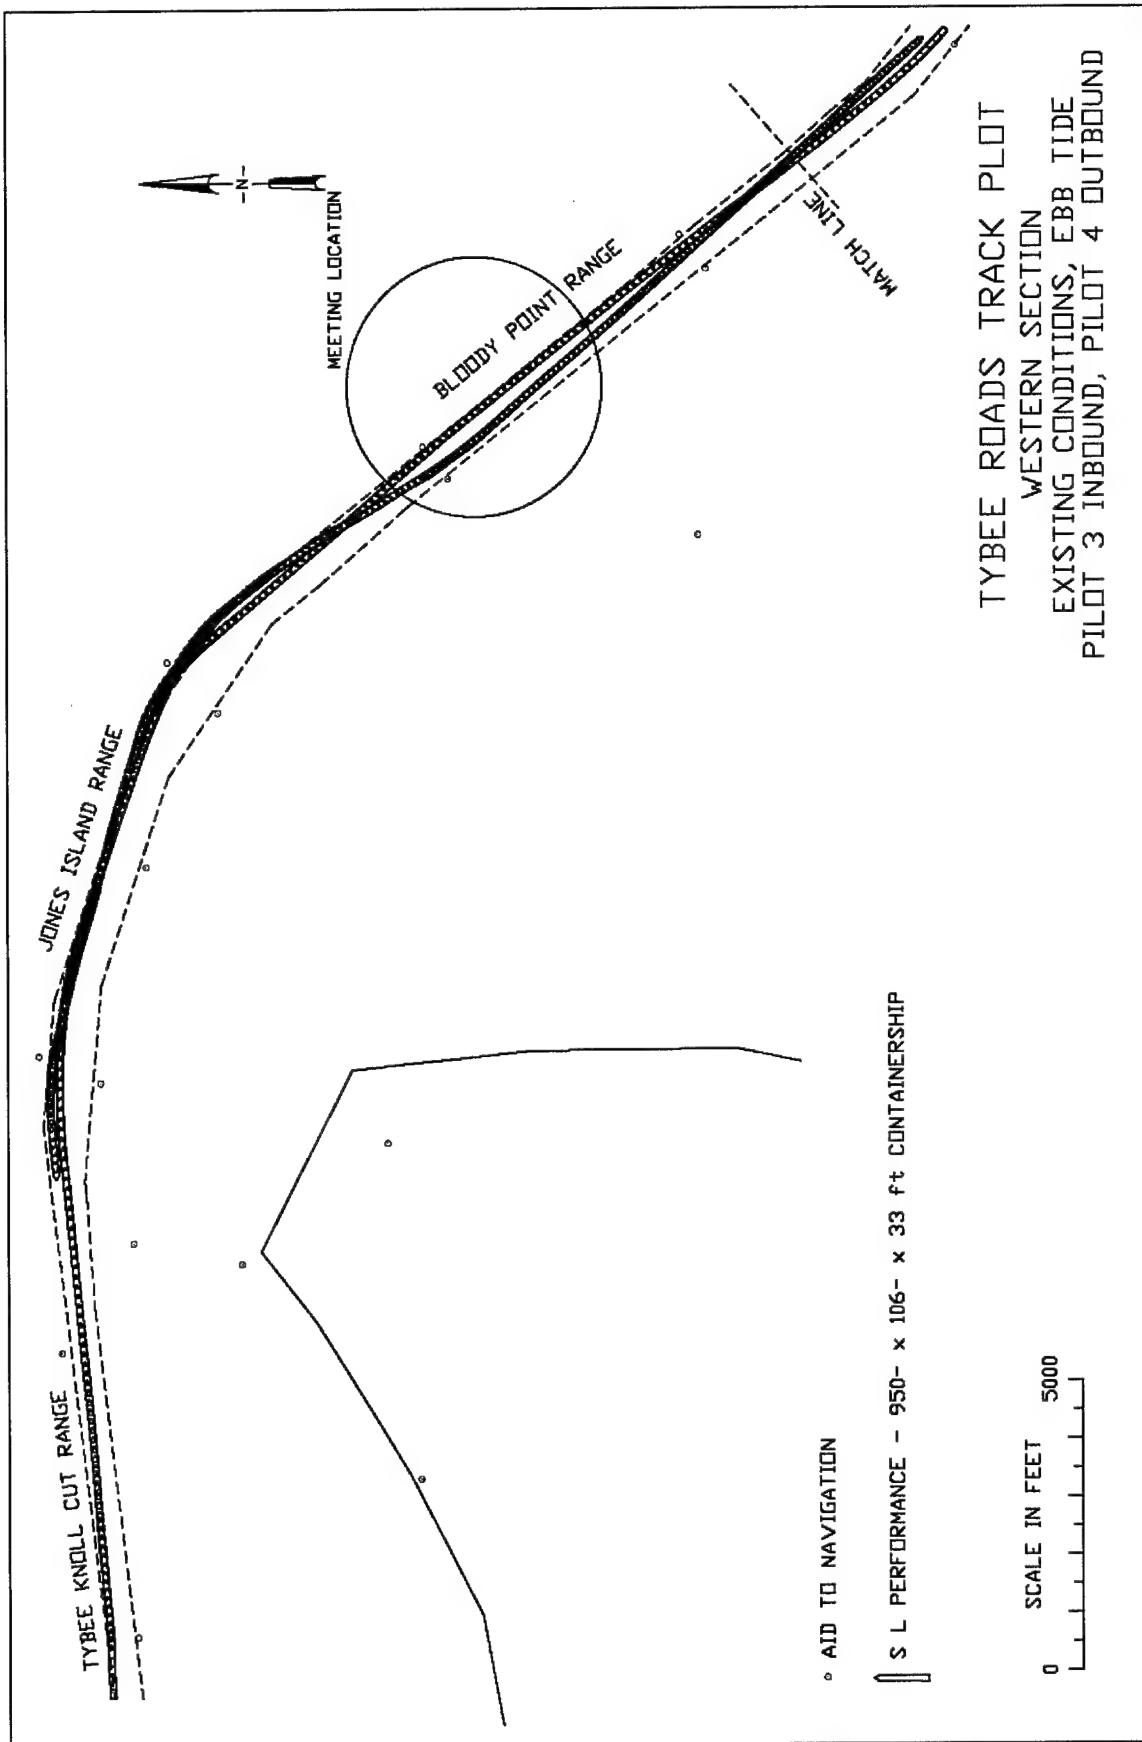 TYBEE KNOLL CUT RANGE
JONES ISLAND RANGE
-N-
MEETING LOCATION
BLOODY POINT RANGE
MATCH LINE
AID TO NAVIGATION
S L PERFORMANCE - 950- x 106- x 33 ft CONTAINERSHIP
SCALE IN FEET
0 5000
TYBEE ROADS TRACK PLOT
WESTERN SECTION
EXISTING CONDITIONS, EBB TIDE
PILOT 3 INBOUND, PILOT 4 OUTBOUND